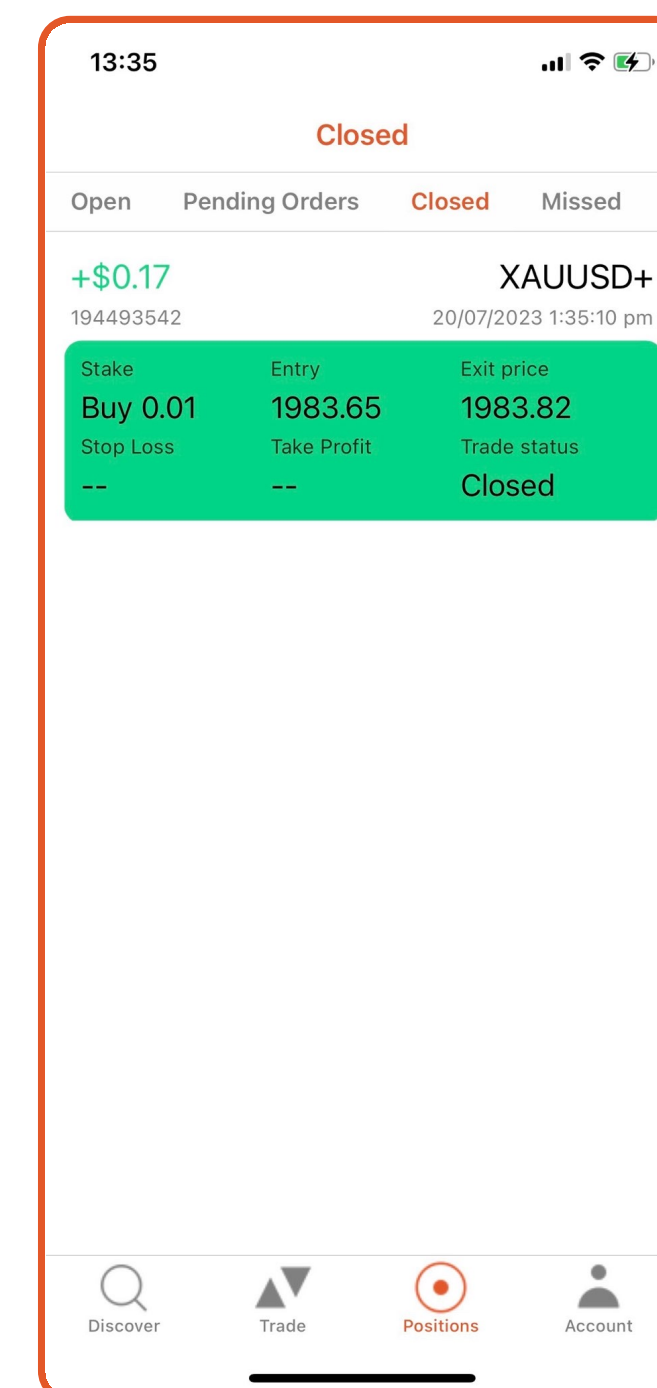 13:35
Closed
Open Pending Orders Closed Missed
+$0.17 XAUUSD+
194493542 20/07/2023 1:35:10 pm
Stake Entry Exit price
Buy 0.01 1983.65 1983.82
Stop Loss Take Profit Trade status
-- -- Closed
Discover Trade Positions Account